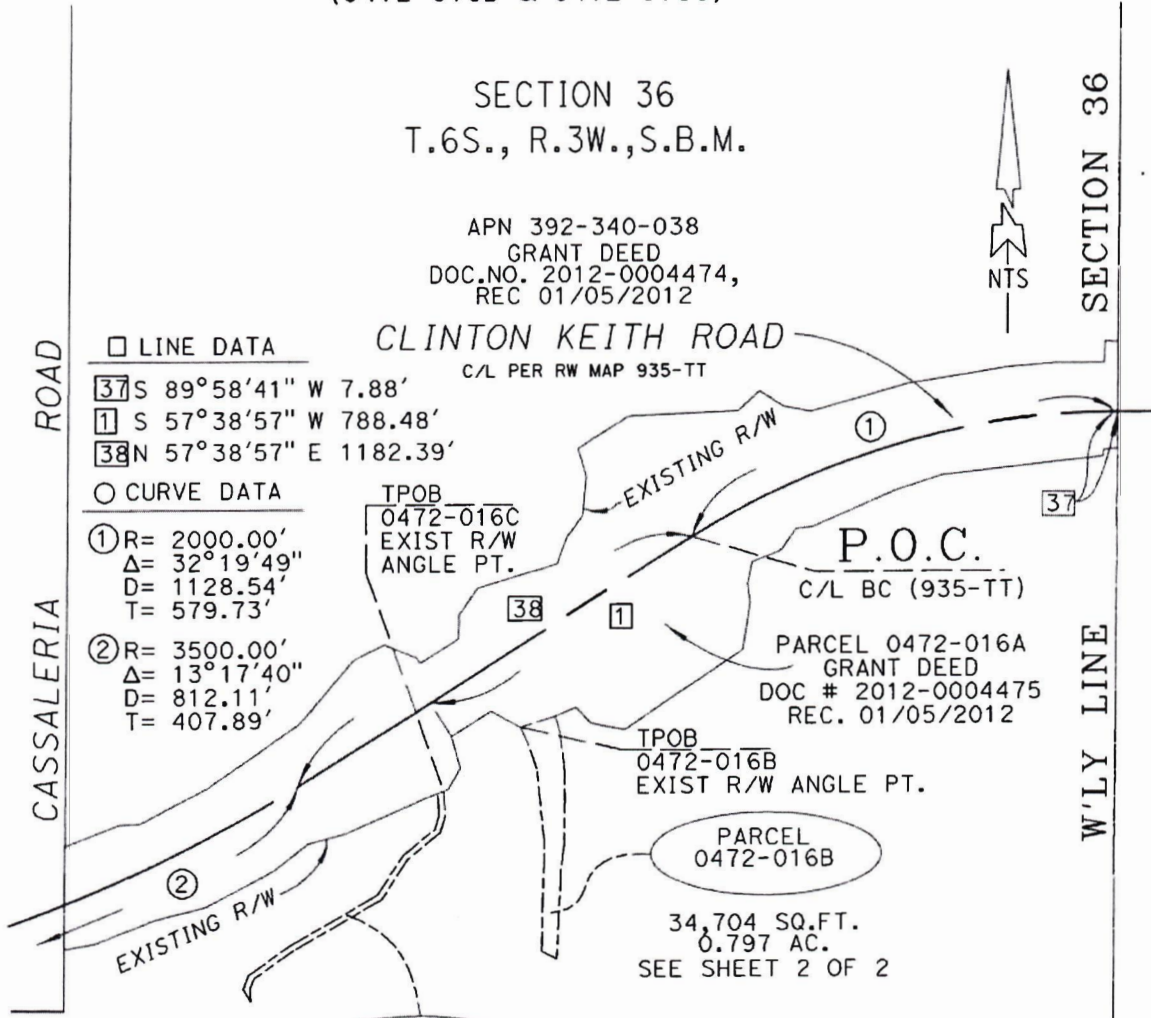 SECTION 36
T.6S., R.3W.,S.B.M.
APN 392-340-038
GRANT DEED
DOC.NO. 2012-0004474,
REC 01/05/2012
NTS
SECTION 36
W'LY LINE
CLINTON KEITH ROAD
C/L PER RW MAP 935-TT
CASSALERIA ROAD
□ LINE DATA
37 S 89°58'41" W 7.88'
1 S 57°38'57" W 788.48'
38 N 57°38'57" E 1182.39'
○ CURVE DATA
① R= 2000.00'
Δ= 32°19'49"
D= 1128.54'
T= 579.73'
② R= 3500.00'
Δ= 13°17'40"
D= 812.11'
T= 407.89'
TPOB
0472-016C
EXIST R/W
ANGLE PT.
EXISTING R/W
①
37
P.O.C.
C/L BC (935-TT)
38
1
PARCEL 0472-016A
GRANT DEED
DOC # 2012-0004475
REC. 01/05/2012
TPOB
0472-016B
EXIST R/W ANGLE PT.
PARCEL
0472-016B
34,704 SQ.FT.
0.797 AC.
SEE SHEET 2 OF 2
②
EXISTING R/W